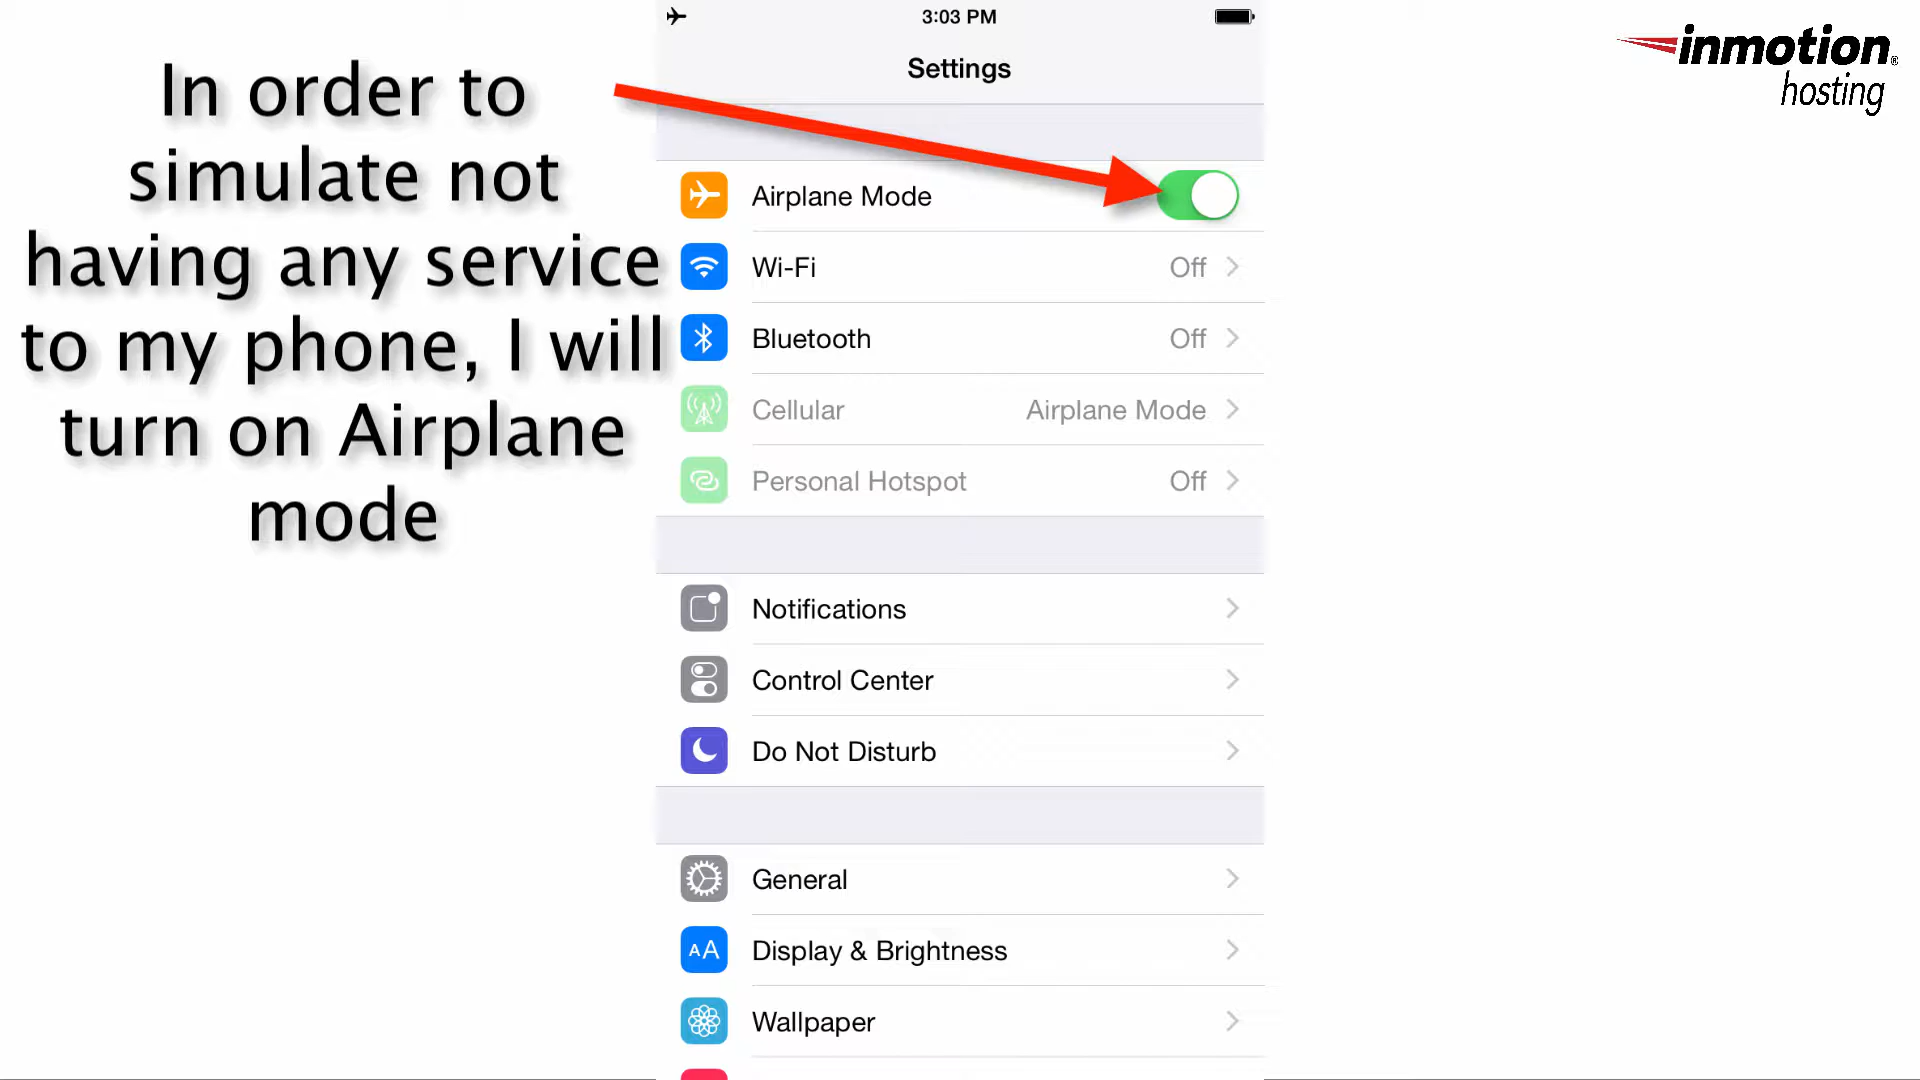 3:03 PM
Settings
inmotion®
hosting
In order to
simulate not
having any service
to my phone, I will
turn on Airplane
mode
Airplane Mode
Wi-Fi Off
Bluetooth Off
Cellular Airplane Mode
Personal Hotspot Off
Notifications
Control Center
Do Not Disturb
General
AA Display & Brightness
Wallpaper